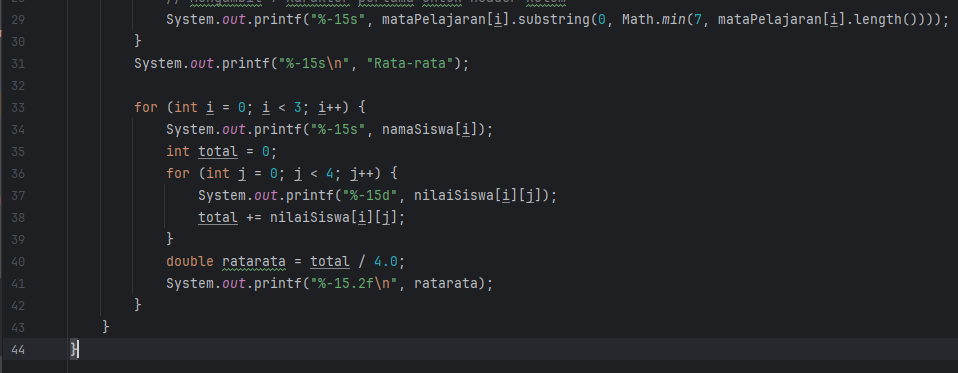 29 System.out.printf("%-15s", mataPelajaran[i].substring(0, Math.min(7, mataPelajaran[i].length())));
30 }
31 System.out.printf("%-15s\n", "Rata-rata");
32
33 for (int i = 0; i < 3; i++) {
34 System.out.printf("%-15s", namaSiswa[i]);
35 int total = 0;
36 for (int j = 0; j < 4; j++) {
37 System.out.printf("%-15d", nilaiSiswa[i][j]);
38 total += nilaiSiswa[i][j];
39 }
40 double ratarata = total / 4.0;
41 System.out.printf("%-15.2f\n", ratarata);
42 }
43 }
44 }